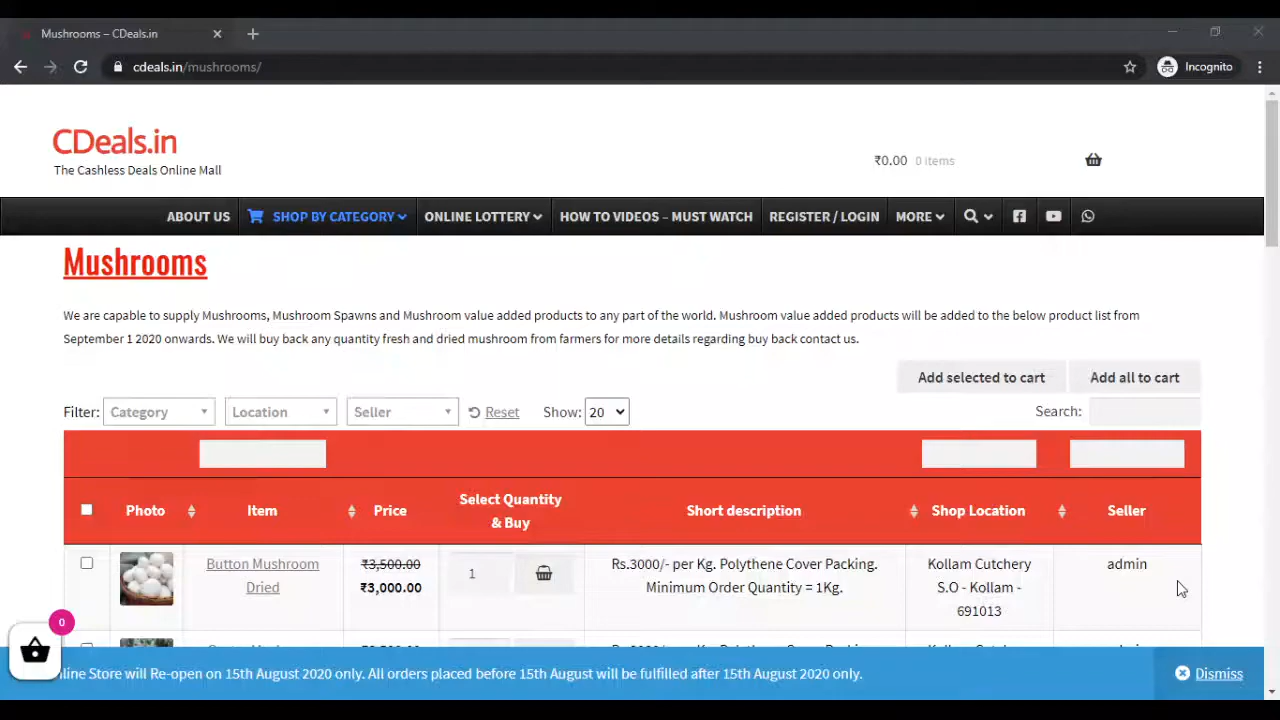 Mushrooms – CDeals.in
cdeals.in/mushrooms/
Incognito
CDeals.in
The Cashless Deals Online Mall
₹0.00 0 items
ABOUT US SHOP BY CATEGORY ONLINE LOTTERY HOW TO VIDEOS – MUST WATCH REGISTER / LOGIN MORE
Mushrooms
We are capable to supply Mushrooms, Mushroom Spawns and Mushroom value added products to any part of the world. Mushroom value added products will be added to the below product list from
September 1 2020 onwards. We will buy back any quantity fresh and dried mushroom from farmers for more details regarding buy back contact us.
Add selected to cart Add all to cart
Filter: Category Location Seller Reset Show: 20 Search:
Photo Item Price Select Quantity & Buy Short description Shop Location Seller
Button Mushroom
Dried
₹3,500.00
₹3,000.00
1
Rs.3000/- per Kg. Polythene Cover Packing.
Minimum Order Quantity = 1Kg.
Kollam Cutchery
S.O - Kollam -
691013
admin
0
nline Store will Re-open on 15th August 2020 only. All orders placed before 15th August will be fulfilled after 15th August 2020 only.
Dismiss